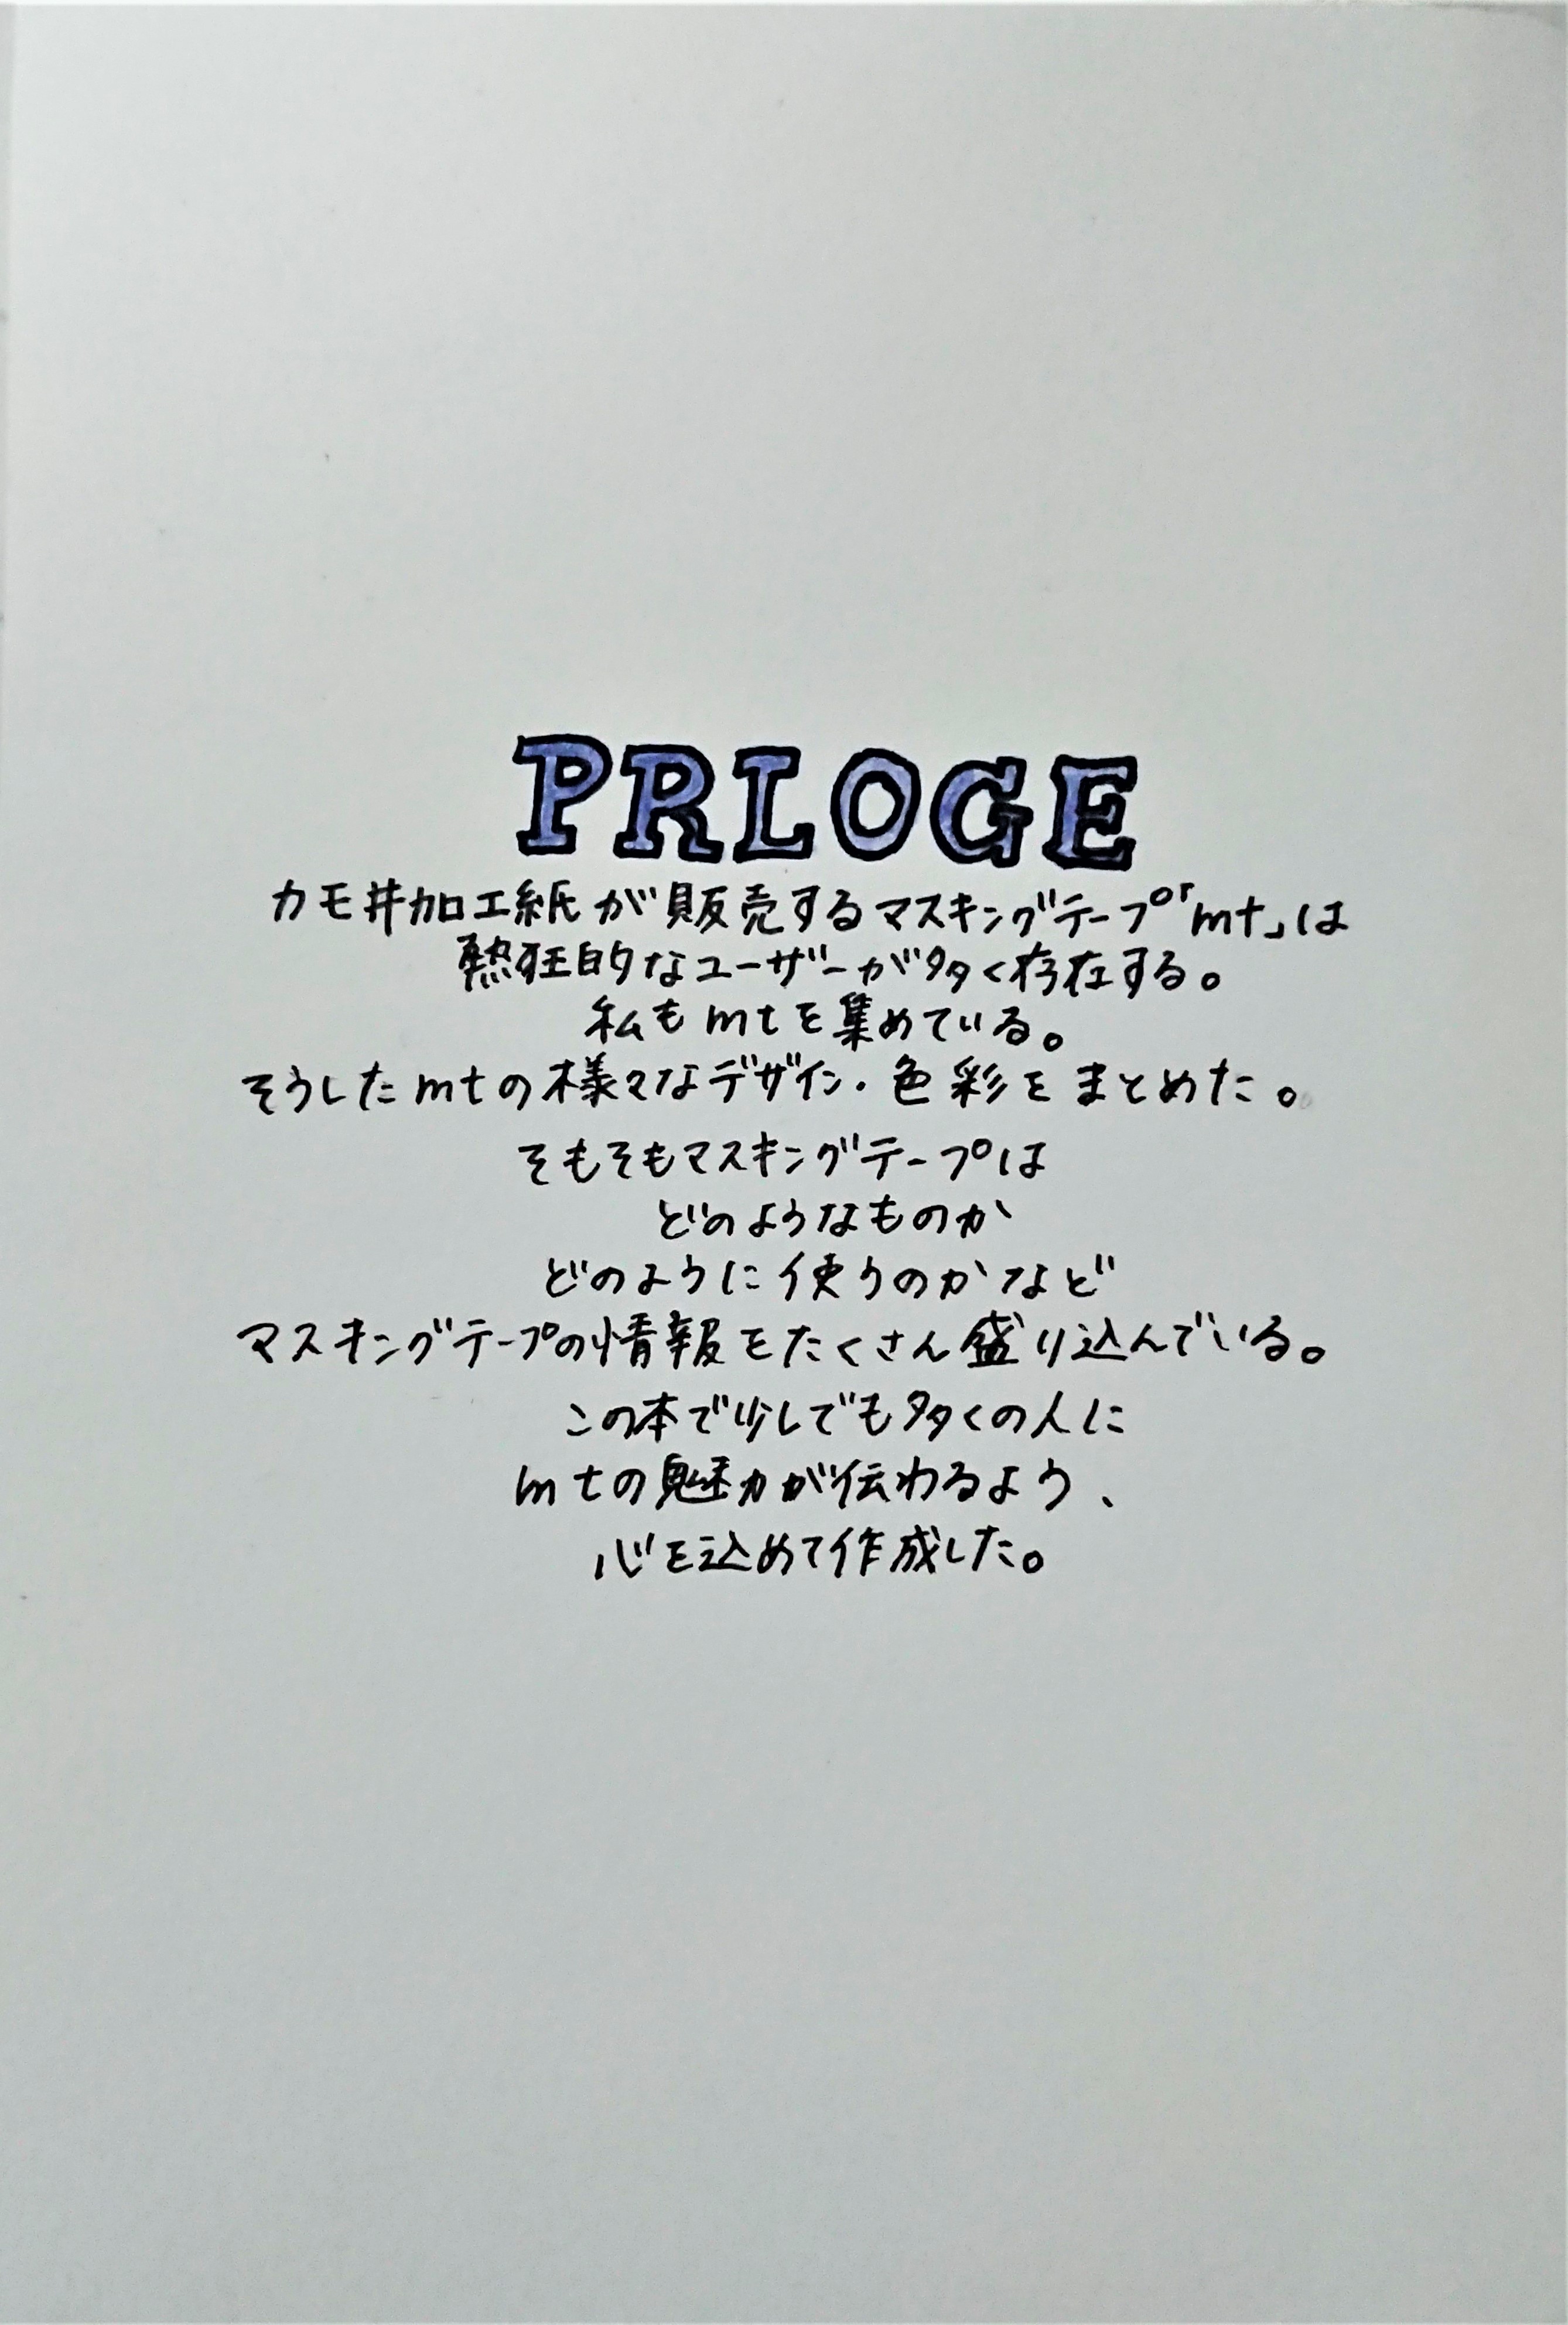 PRLOGE
カモ井加工紙が販売するマスキングテープ「mt」は
熱狂的なユーザーが多く存在する。
私もmtを集めている。
そうしたmtの様々なデザイン・色彩をまとめた。
そもそもマスキングテープは
どのようなものか
どのように使うのかなど
マスキングテープの情報をたくさん盛り込んでいる。
この本で少しでも多くの人に
mtの魅力が伝わるよう、
心を込めて作成した。